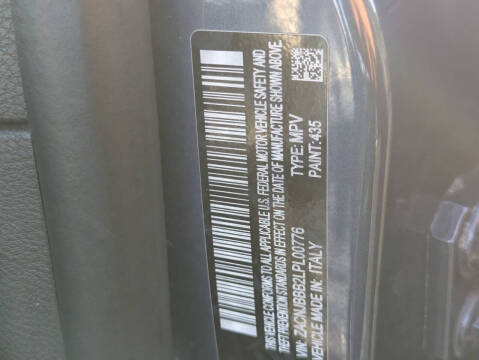 THIS VEHICLE CONFORMS TO ALL APPLICABLE U.S. FEDERAL MOTOR VEHICLE SAFETY AND
THEFT PREVENTION STANDARDS IN EFFECT ON THE DATE OF MANUFACTURE SHOWN ABOVE.
VIN: ZACNJBBB2LPL00776 TYPE: MPV
MADE IN: ITALY PAINT: 435